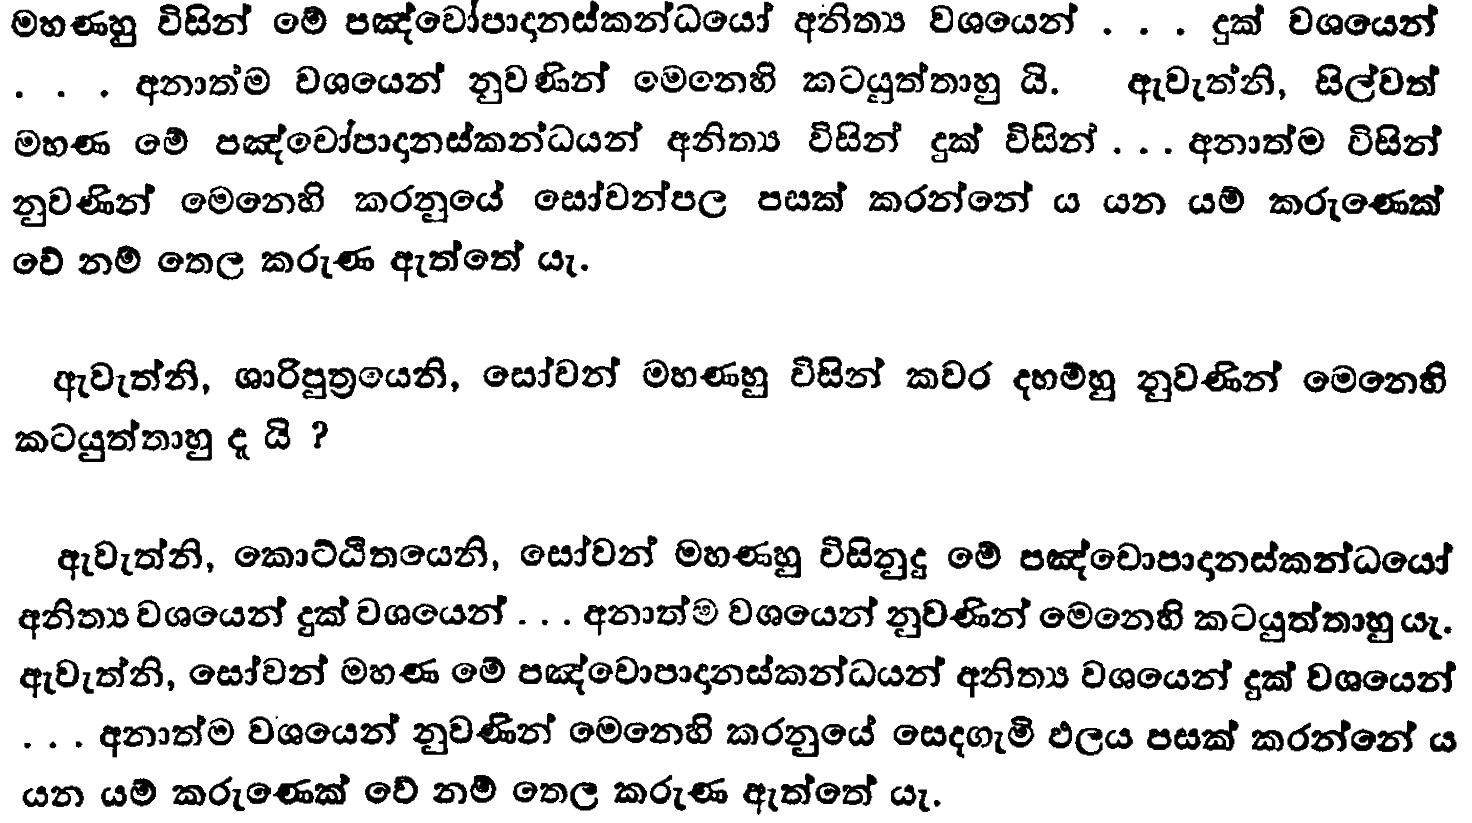 මහණහු විසින් මේ පඤ්චෝපාදානස්කන්ධයෝ අනිත්‍ය වශයෙන් . . . දුක් වශයෙන්
. . . අනාත්ම වශයෙන් නුවණින් මෙනෙහි කටයුත්තාහු යි. ඇවැත්නි, සිල්වත්
මහණ මේ පඤ්චෝපාදානස්කන්ධයන් අනිත්‍ය විසින් දුක් විසින් . . . අනාත්ම විසින්
නුවණින් මෙනෙහි කරනුයේ සෝවන්පල පසක් කරන්නේ ය යන යම් කරුණෙක්
වේ නම් තෙල කරුණ ඇත්තේ යැ.
ඇවැත්නි, ශාරිපුත්‍රයෙනි, සෝවන් මහණහු විසින් කවර දහම්හු නුවණින් මෙනෙහි
කටයුත්තාහු දැ යි ?
ඇවැත්නි, කොට්ඨිතයෙනි, සෝවන් මහණහු විසිනුදු මේ පඤ්චොපාදානස්කන්ධයෝ
අනිත්‍ය වශයෙන් දුක් වශයෙන් . . . අනාත්ම වශයෙන් නුවණින් මෙනෙහි කටයුත්තාහු යැ.
ඇවැත්නි, සෝවන් මහණ මේ පඤ්චොපාදානස්කන්ධයන් අනිත්‍ය වශයෙන් දුක් වශයෙන්
. . . අනාත්ම වශයෙන් නුවණින් මෙනෙහි කරනුයේ සෙදගැමි ඵලය පසක් කරන්නේ ය
යන යම් කරුණෙක් වේ නම් තෙල කරුණ ඇත්තේ යැ.